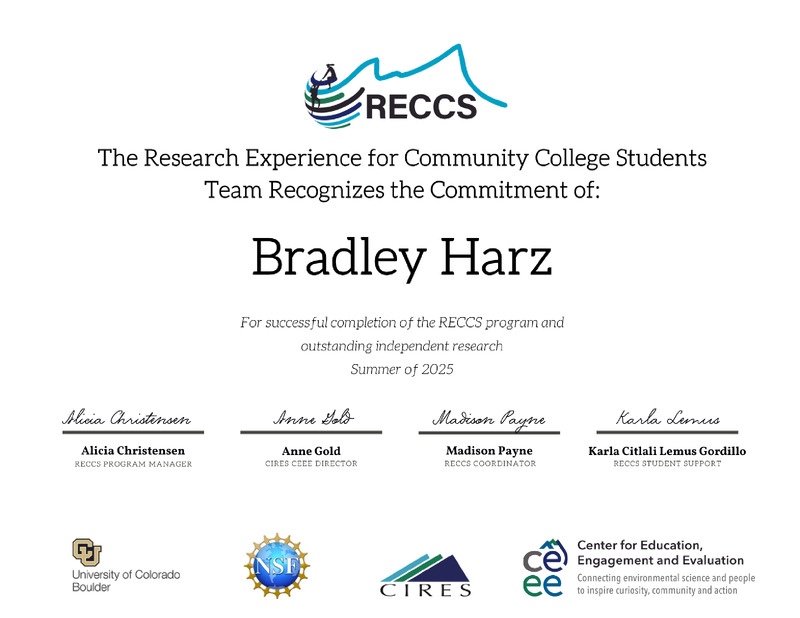 RECCS
The Research Experience for Community College Students
Team Recognizes the Commitment of:
Bradley Harz
For successful completion of the RECCS program and
outstanding independent research
Summer of 2025
Alicia Christensen
Anne Gold
Madison Payne
Karla Lemus
Alicia Christensen
RECCS PROGRAM MANAGER
Anne Gold
CIRES CEEE DIRECTOR
Madison Payne
RECCS COORDINATOR
Karla Citlali Lemus Gordillo
RECCS STUDENT SUPPORT
CU
University of Colorado
Boulder
NSF
CIRES
ce
ee
Center for Education,
Engagement and Evaluation
Connecting environmental science and people
to inspire curiosity, community and action